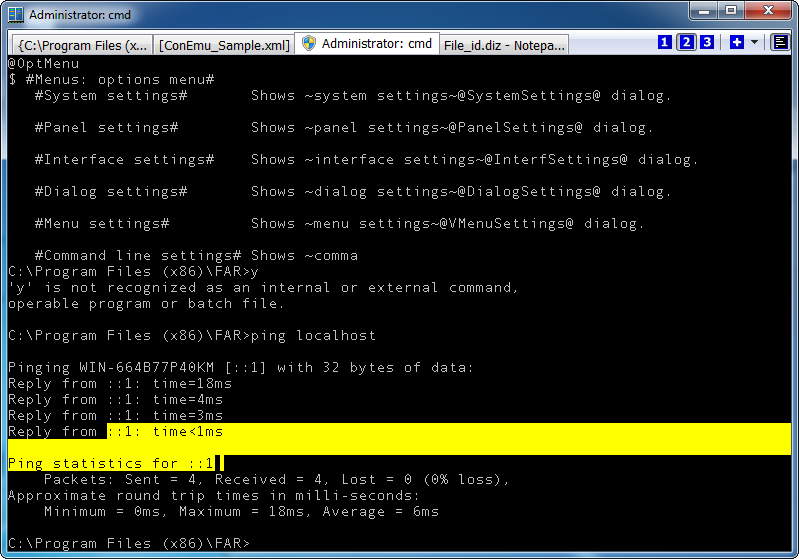 Administrator: cmd
{C:\Program Files (x... [ConEmu_Sample.xml] Administrator: cmd File_id.diz - Notepa... 1 2 3
@OptMenu
$ #Menus: options menu#
#System settings# Shows ~system settings~@SystemSettings@ dialog.
#Panel settings# Shows ~panel settings~@PanelSettings@ dialog.
#Interface settings# Shows ~interface settings~@InterfSettings@ dialog.
#Dialog settings# Shows ~dialog settings~@DialogSettings@ dialog.
#Menu settings# Shows ~menu settings~@VMenuSettings@ dialog.
#Command line settings# Shows ~comma
C:\Program Files (x86)\FAR>y
'y' is not recognized as an internal or external command,
operable program or batch file.
C:\Program Files (x86)\FAR>ping localhost
Pinging WIN-664B77P40KM [::1] with 32 bytes of data:
Reply from ::1: time=18ms
Reply from ::1: time=4ms
Reply from ::1: time=3ms
Reply from ::1: time<1ms
Ping statistics for ::1
Packets: Sent = 4, Received = 4, Lost = 0 (0% loss),
Approximate round trip times in milli-seconds:
Minimum = 0ms, Maximum = 18ms, Average = 6ms
C:\Program Files (x86)\FAR>